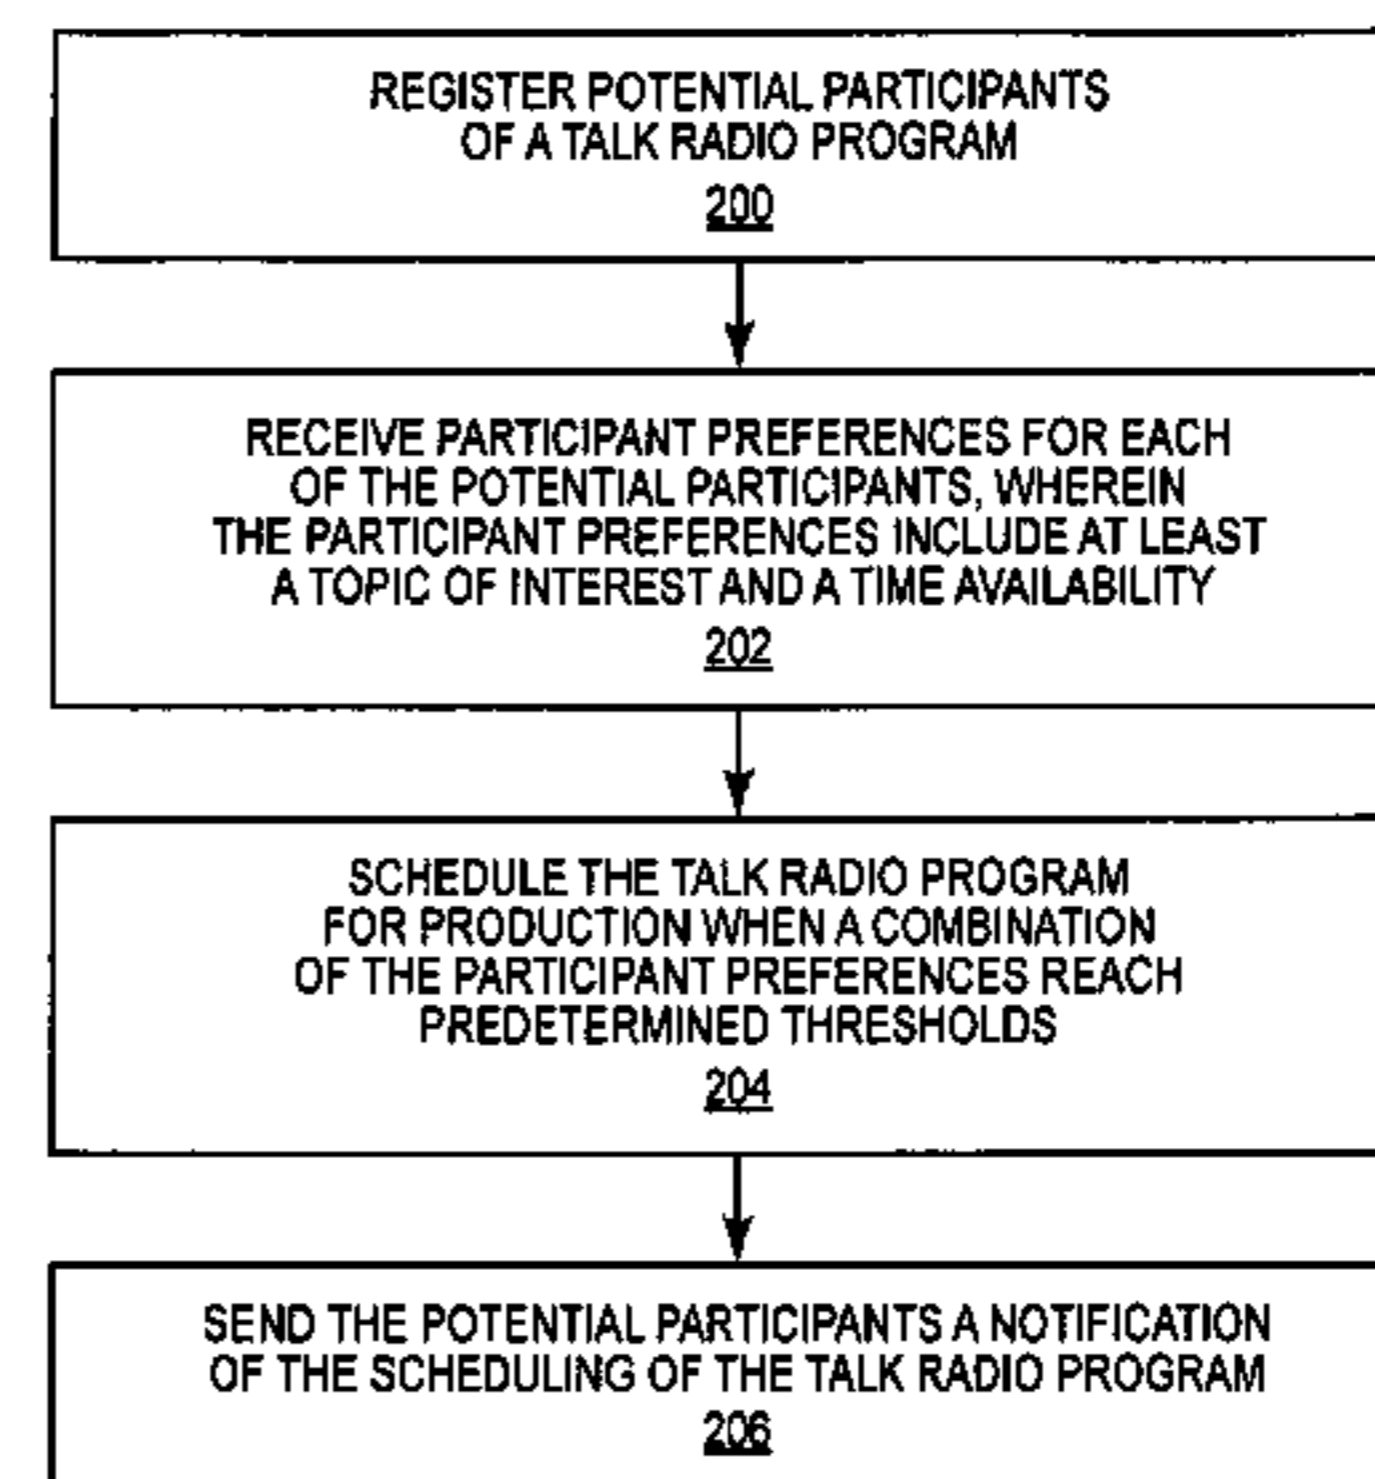 REGISTER POTENTIAL PARTICIPANTS
OF A TALK RADIO PROGRAM
200
RECEIVE PARTICIPANT PREFERENCES FOR EACH
OF THE POTENTIAL PARTICIPANTS, WHEREIN
THE PARTICIPANT PREFERENCES INCLUDE AT LEAST
A TOPIC OF INTEREST AND A TIME AVAILABILITY
202
SCHEDULE THE TALK RADIO PROGRAM
FOR PRODUCTION WHEN A COMBINATION
OF THE PARTICIPANT PREFERENCES REACH
PREDETERMINED THRESHOLDS
204
SEND THE POTENTIAL PARTICIPANTS A NOTIFICATION
OF THE SCHEDULING OF THE TALK RADIO PROGRAM
206